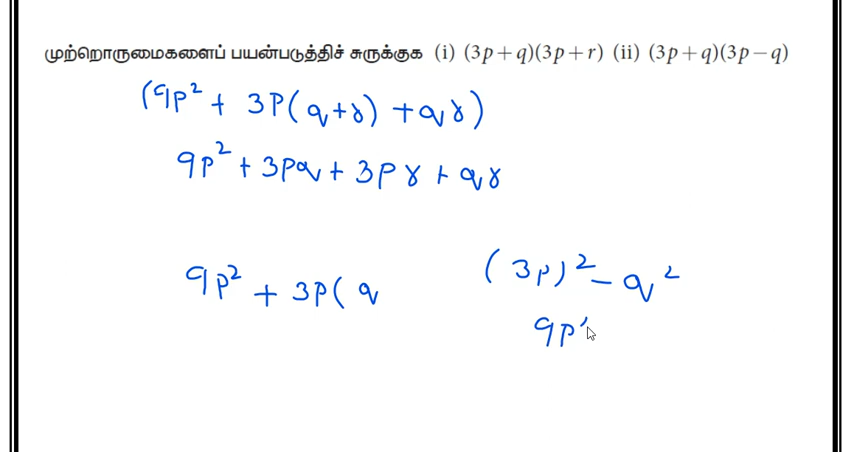 முற்றொருமைகளைப் பயன்படுத்திச் சுருக்குக (i) (3p+q)(3p+r) (ii) (3p+q)(3p−q)
(9p² + 3p(q+r) + qr)
9p² + 3pq + 3pr + qr
9p² + 3p(q
(3p)² − q²
9p²